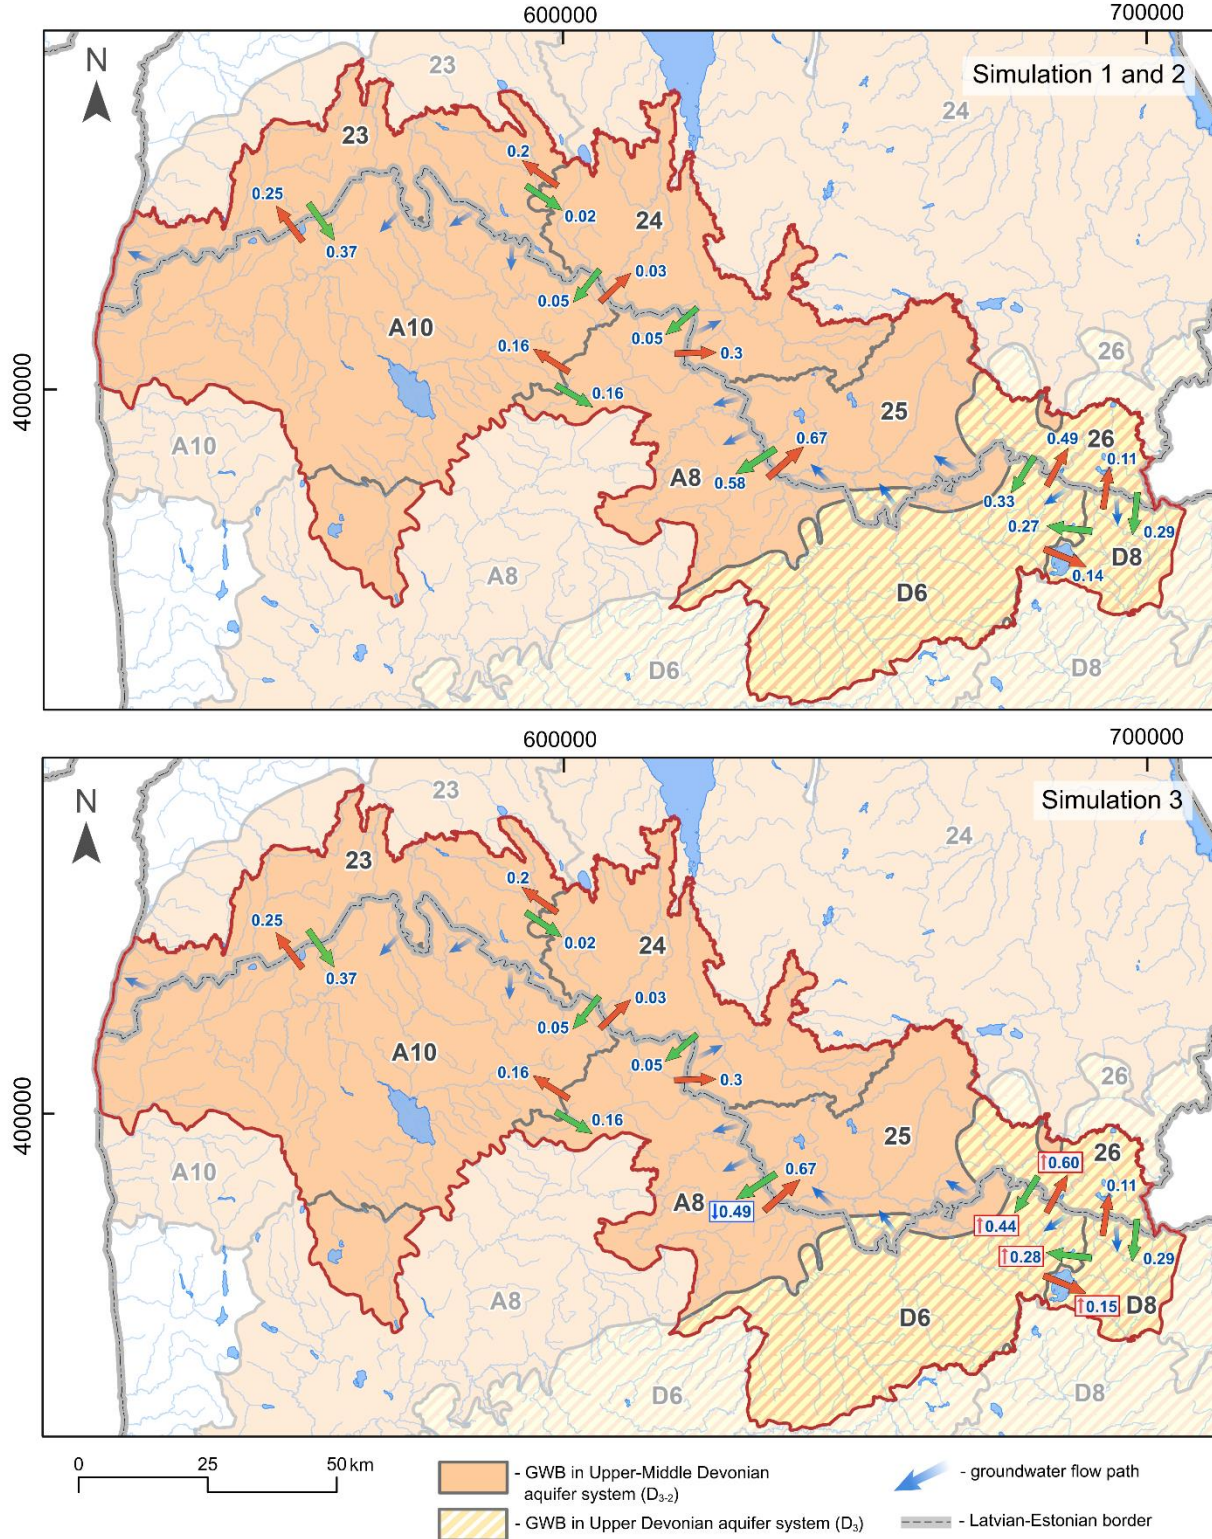 600000
700000
N
Simulation 1 and 2
23
24
23
0.2
0.25
0.02
24
0.37
0.03
0.05
A10
0.05
0.16
0.3
26
400000
0.16
25
A10
0.67
0.49
26
0.11
A8
0.58
0.33
0.27
0.29
D8
A8
0.14
D6
D6
D8
600000
700000
N
Simulation 3
23
24
23
0.2
0.25
0.02
24
0.37
0.03
0.05
A10
0.05
0.16
0.3
26
400000
0.16
25
A10
26
↑0.60
0.67
0.11
A8
↓0.49
↑0.44
↑0.28
0.29
A8
↑0.15
D8
D6
D6
D8
0
25
50 km
- GWB in Upper-Middle Devonian
aquifer system (D3-2)
- GWB in Upper Devonian aquifer system (D3)
- groundwater flow path
- Latvian-Estonian border